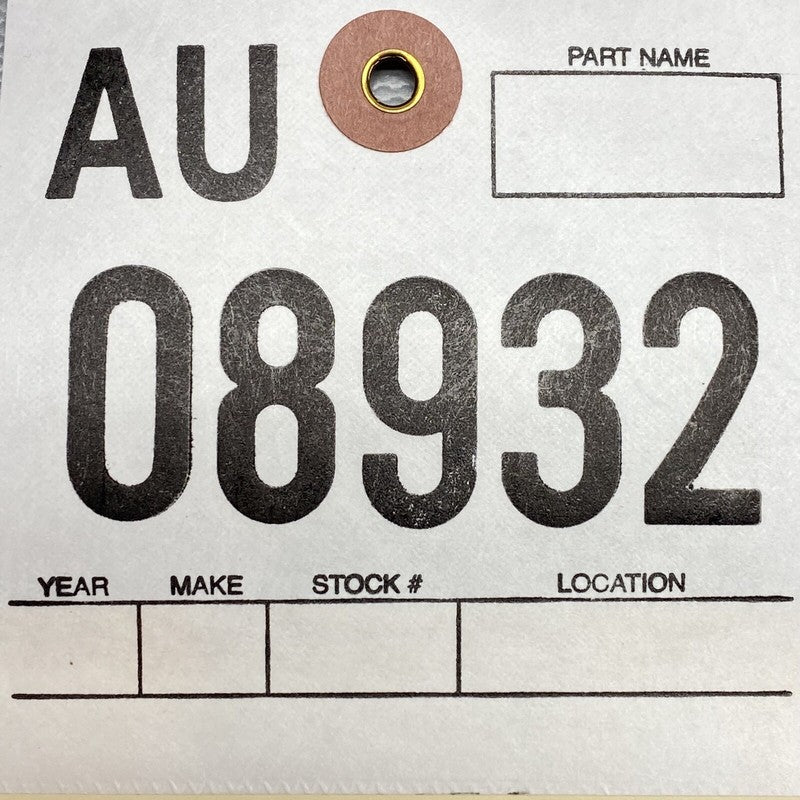 AU
PART NAME
08932
YEAR MAKE STOCK # LOCATION